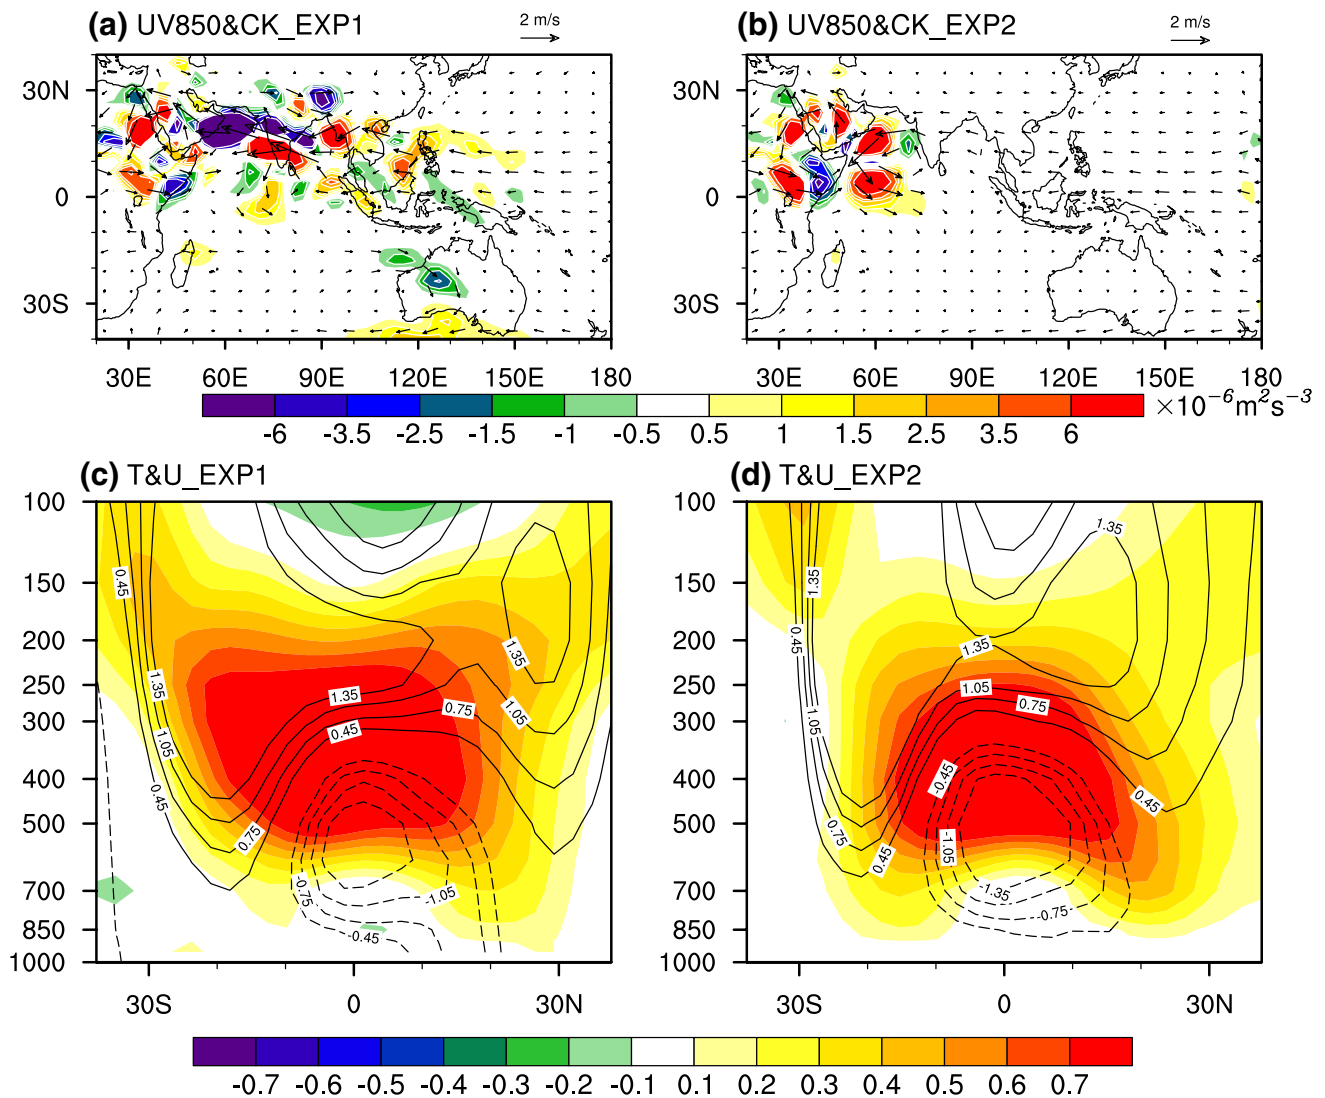 (a) UV850&CK_EXP1
2 m/s
(b) UV850&CK_EXP2
2 m/s
30N
0
30S
30E 60E 90E 120E 150E 180
30N
0
30S
30E 60E 90E 120E 150E 180
-6 -3.5 -2.5 -1.5 -1 -0.5 0.5 1 1.5 2.5 3.5 6
×10⁻⁶m²s⁻³
(c) T&U_EXP1
(d) T&U_EXP2
100
150
200
250
300
400
500
700
850
1000
30S 0 30N
0.45
1.35
1.35
1.35
1.05
0.75
1.05
0.45
0.45
0.75
-0.75
-1.05
-0.45
100
150
200
250
300
400
500
700
850
1000
30S 0 30N
1.35
1.35
0.45
1.35
1.05
1.05
0.75
-0.45
0.45
0.75
-1.05
0.45
-1.35
-0.75
-0.7 -0.6 -0.5 -0.4 -0.3 -0.2 -0.1 0.1 0.2 0.3 0.4 0.5 0.6 0.7